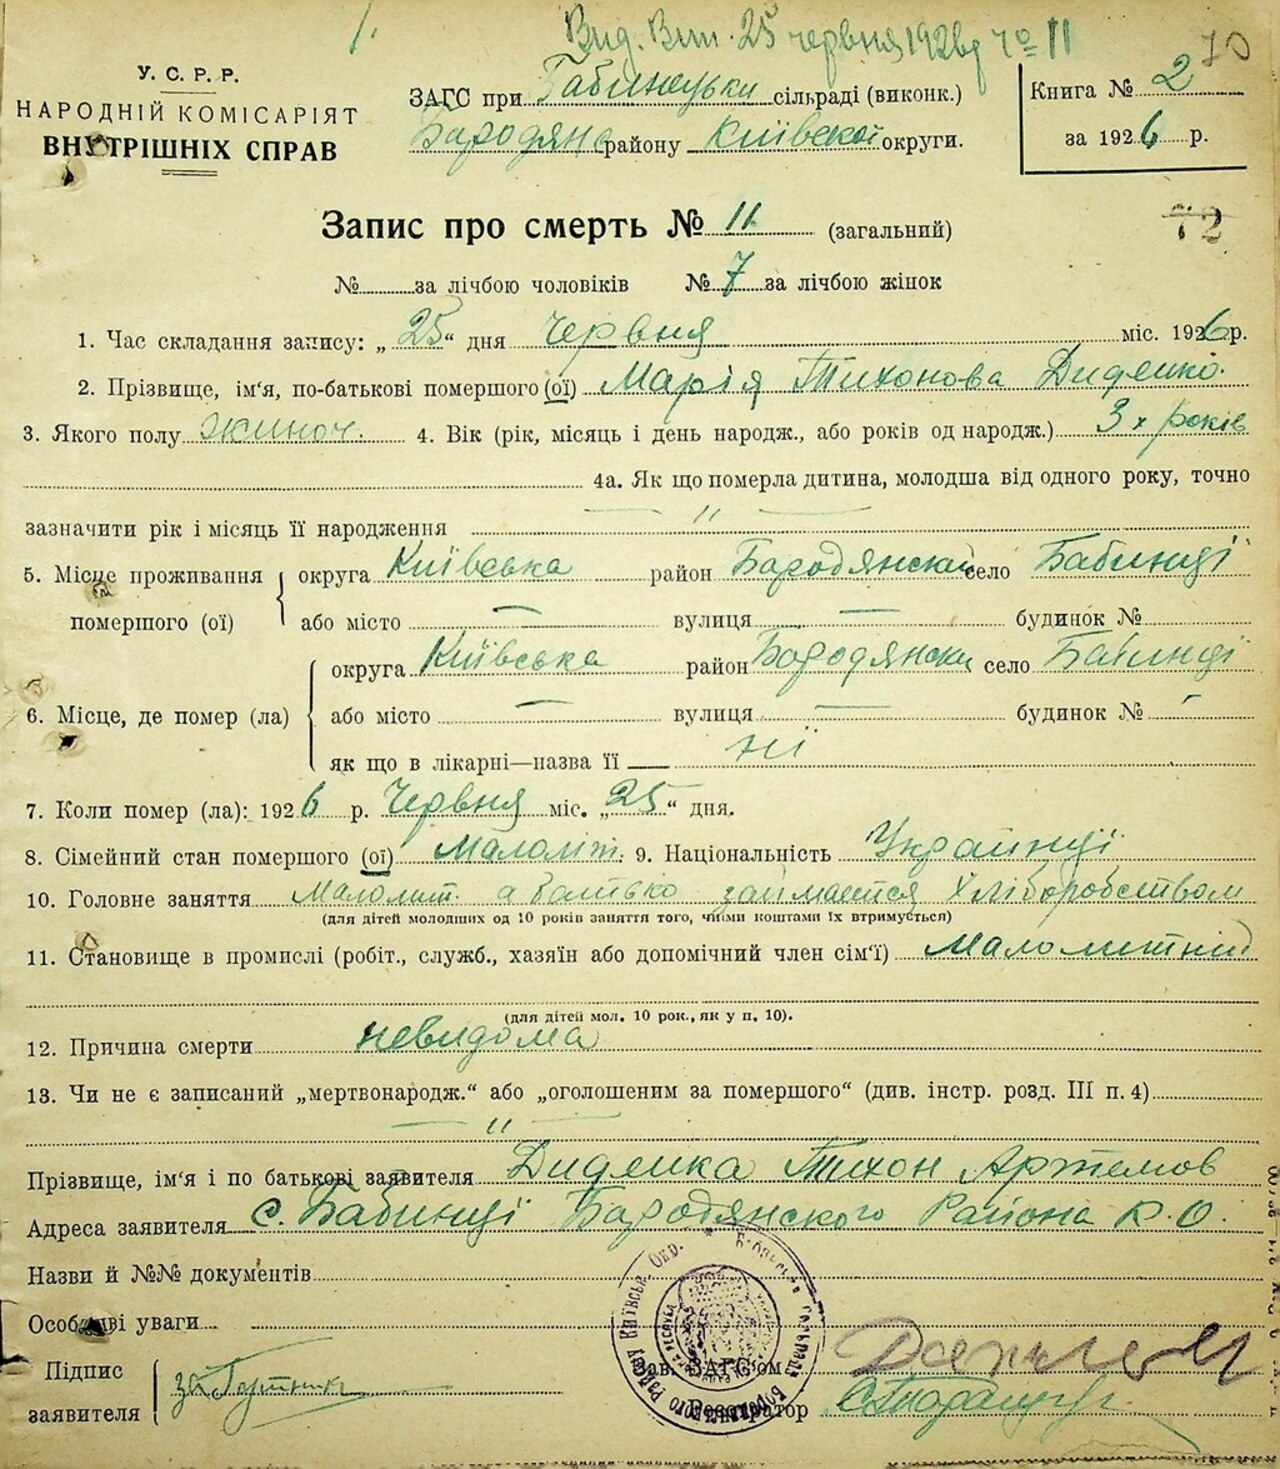 Вид. Вип. 25 червня 1926 р № 11
70
У. С. Р. Р.
НАРОДНІЙ КОМІСАРІЯТ
ВНУТРІШНІХ СПРАВ
ЗАГС при Бабинецьки сільраді (виконк.)
Бародянс району Київскої округи.
Книга № 2
за 1926 р.
72
Запис про смерть № 11 (загальний)
№ за лічбою чоловіків № 7 за лічбою жінок
1. Час складання запису: „25“ дня Червня міс. 1926 р.
2. Прізвище, ім'я, по-батькові помершого (ої) Марія Тихонова Диденко.
3. Якого полу жиноч. 4. Вік (рік, місяць і день народж., або років од народж.) 3х років
4а. Як що померла дитина, молодша від одного року, точно
зазначити рік і місяць її народження — " —
5. Місце проживання помершого (ої) округа Київська район Бародянский село Бабинці
або місто — вулиця — будинок №
6. Місце, де помер (ла) округа Київська район Бародянски село Бабинці
або місто — вулиця — будинок № -
як що в лікарні—назва її — ні
7. Коли помер (ла): 1926 р. Червня міс. „25“ дня.
8. Сімейний стан помершого (ої) Малоліт. 9. Національність Українці
10. Головне заняття Маломит. а батько займаєтся Хліборобством
(для дітей молодших од 10 років заняття того, чиїми коштами їх втримується)
11. Становище в промислі (робіт., служб., хазяїн або допомічний член сім'ї) Маломитний
(для дітей мол. 10 рок., як у п. 10).
12. Причина смерти невидома
13. Чи не є записаний „мертвонародж.“ або „оголошеним за помершого“ (див. інстр. розд. III п. 4)
— " —
Прізвище, ім'я і по батькові заявителя Диденка Тихон Артемов
Адреса заявителя с. Бабинці Бародянского Района К. О.
Назви й №№ документів
Особливі уваги
Підпис
заявителя
Зав. ЗАГС'ом
Реєстратор